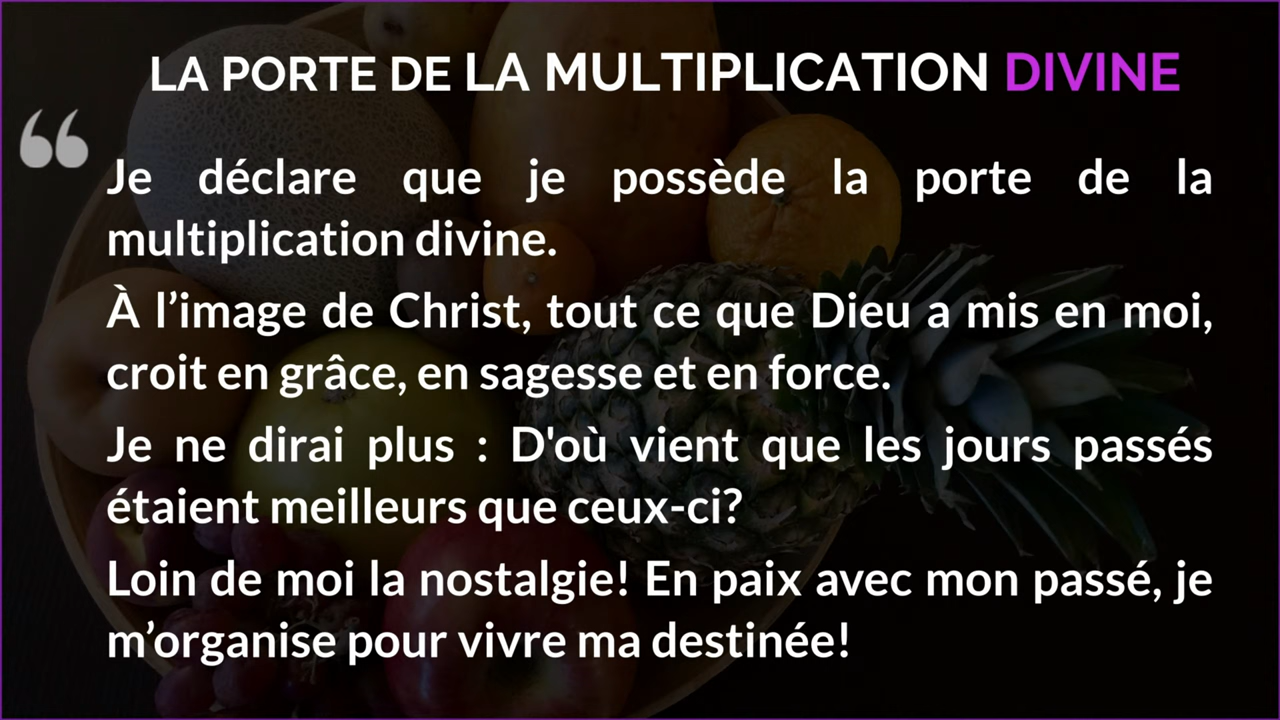 LA PORTE DE LA MULTIPLICATION DIVINE
“
Je déclare que je possède la porte de la
multiplication divine.
À l’image de Christ, tout ce que Dieu a mis en moi,
croit en grâce, en sagesse et en force.
Je ne dirai plus : D'où vient que les jours passés
étaient meilleurs que ceux-ci?
Loin de moi la nostalgie! En paix avec mon passé, je
m’organise pour vivre ma destinée!